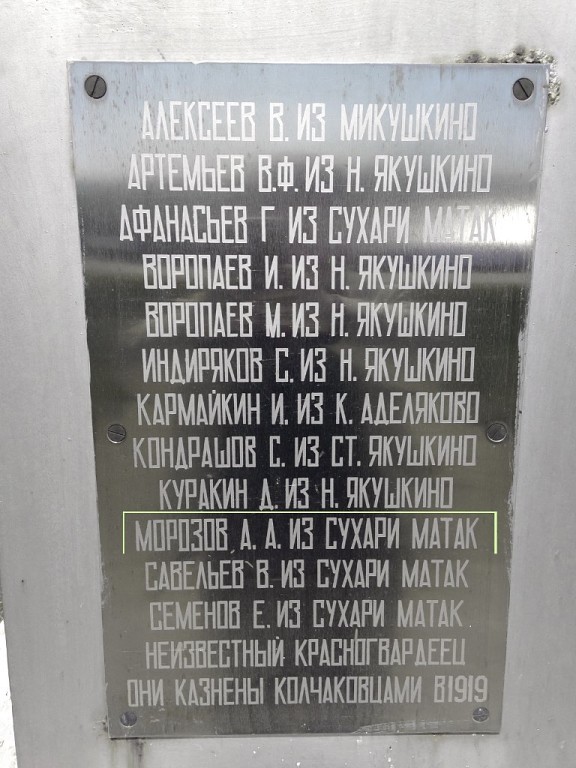 АЛЕКСЕЕВ В. ИЗ МИКУШКИНО
АРТЕМЬЕВ В.Ф. ИЗ Н. ЯКУШКИНО
АФАНАСЬЕВ Г ИЗ СУХАРИ МАТАК
ВОРОПАЕВ И. ИЗ Н. ЯКУШКИНО
ВОРОПАЕВ М. ИЗ Н. ЯКУШКИНО
ИНДИРЯКОВ С. ИЗ Н. ЯКУШКИНО
КАРМАЙКИН И. ИЗ К. АДЕЛЯКОВО
КОНДРАШОВ С. ИЗ СТ. ЯКУШКИНО
КУРАКИН Д. ИЗ Н. ЯКУШКИНО
МОРОЗОВ А. А. ИЗ СУХАРИ МАТАК
САВЕЛЬЕВ В. ИЗ СУХАРИ МАТАК
СЕМЕНОВ Е. ИЗ СУХАРИ МАТАК
НЕИЗВЕСТНЫЙ КРАСНОГВАРДЕЕЦ
ОНИ КАЗНЕНЫ КОЛЧАКОВЦАМИ В 1919